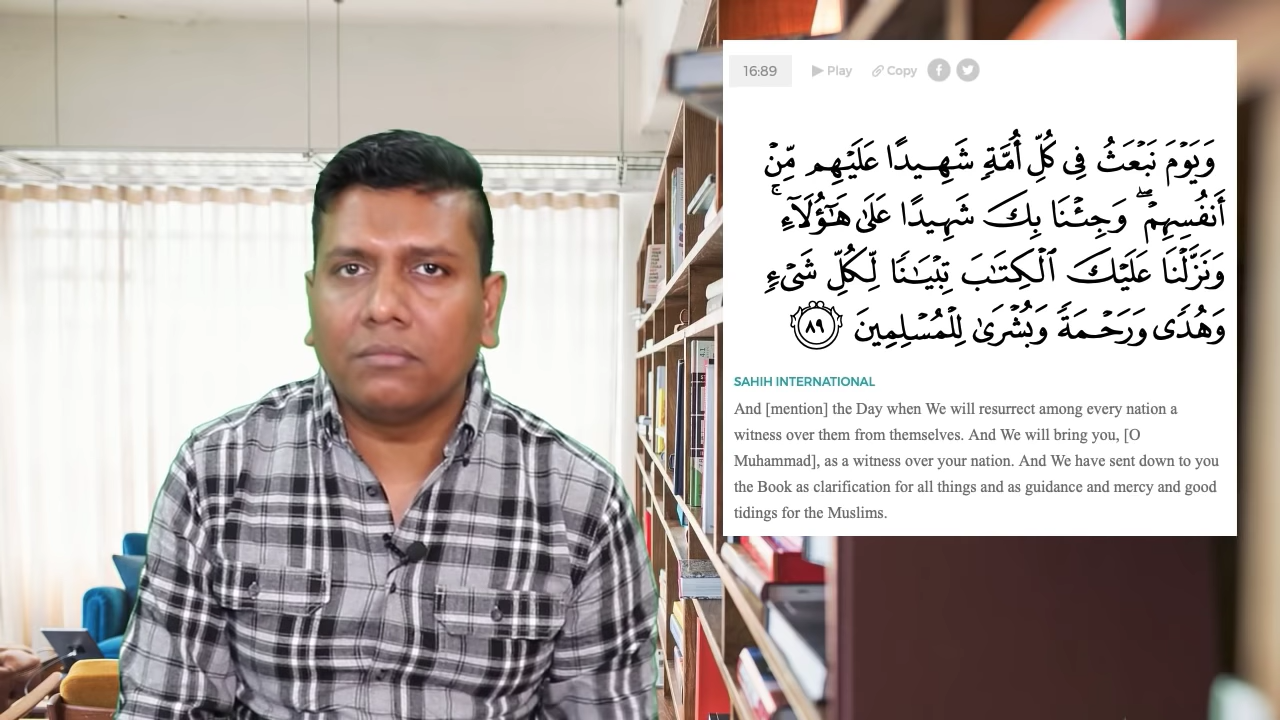 16:89
Play
Copy
وَيَوْمَ نَبْعَثُ فِى كُلِّ أُمَّةٍ شَهِيدًا عَلَيْهِم مِّنْ
أَنفُسِهِمْ ۖ وَجِئْنَا بِكَ شَهِيدًا عَلَىٰ هَـٰٓؤُلَآءِ ۚ
وَنَزَّلْنَا عَلَيْكَ ٱلْكِتَـٰبَ تِبْيَـٰنًا لِّكُلِّ شَىْءٍ
وَهُدًى وَرَحْمَةً وَبُشْرَىٰ لِلْمُسْلِمِينَ ٨٩
SAHIH INTERNATIONAL
And [mention] the Day when We will resurrect among every nation a
witness over them from themselves. And We will bring you, [O
Muhammad], as a witness over your nation. And We have sent down to you
the Book as clarification for all things and as guidance and mercy and good
tidings for the Muslims.